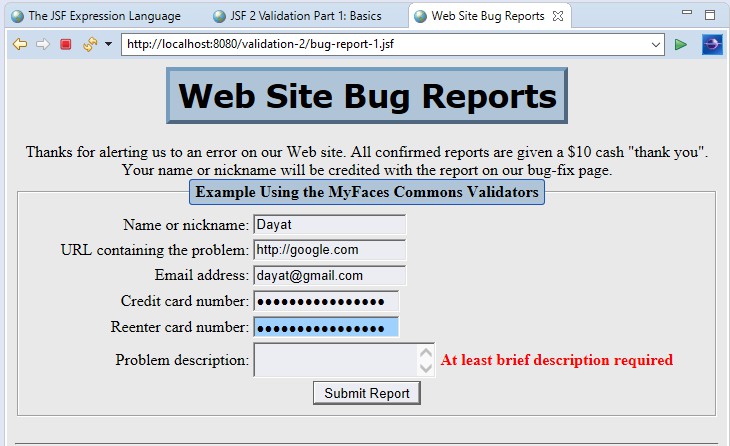 The JSF Expression Language
JSF 2 Validation Part 1: Basics
Web Site Bug Reports
http://localhost:8080/validation-2/bug-report-1.jsf
Web Site Bug Reports
Thanks for alerting us to an error on our Web site. All confirmed reports are given a $10 cash "thank you".
Your name or nickname will be credited with the report on our bug-fix page.
Example Using the MyFaces Commons Validators
Name or nickname: Dayat
URL containing the problem: http://google.com
Email address: dayat@gmail.com
Credit card number: ●●●●●●●●●●●●●●●●
Reenter card number: ●●●●●●●●●●●●●●●●
Problem description: At least brief description required
Submit Report